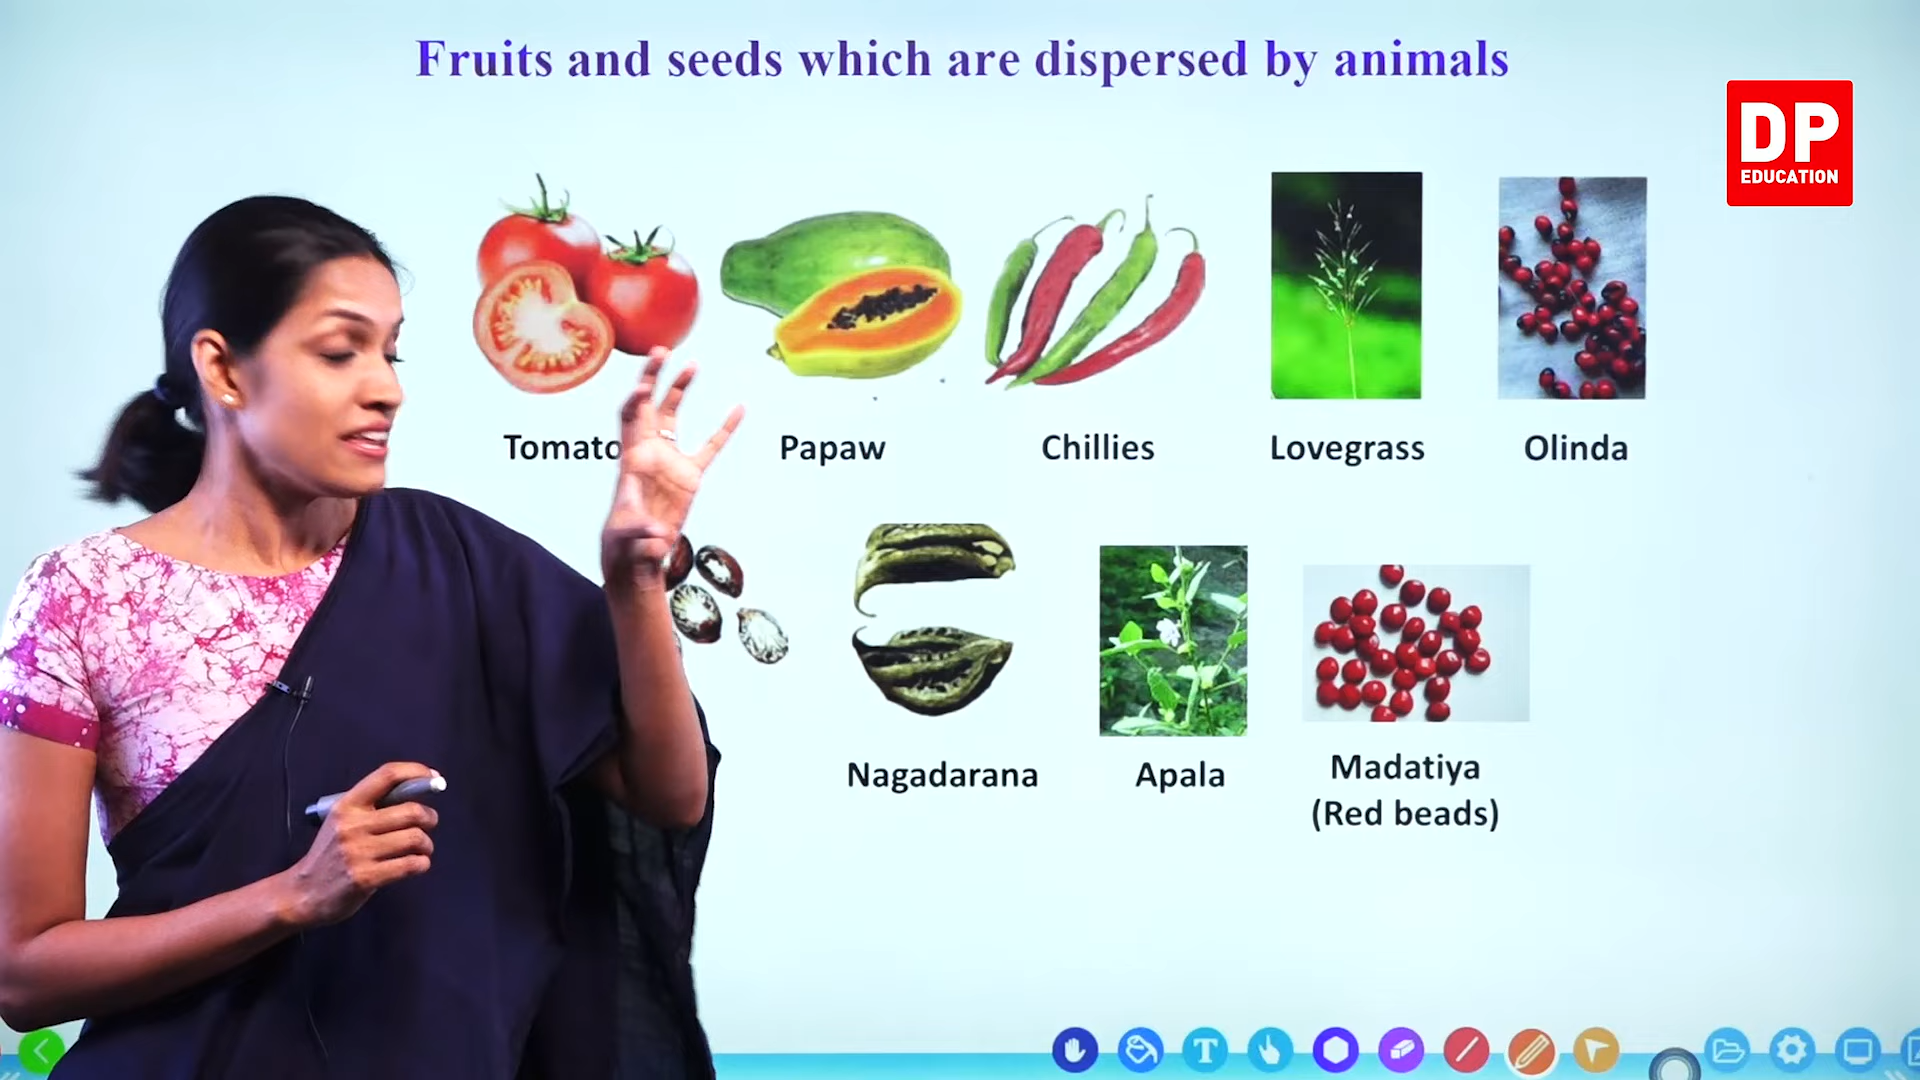 Fruits and seeds which are dispersed by animals
DP
EDUCATION
Tomato
Papaw
Chillies
Lovegrass
Olinda
Nagadarana
Apala
Madatiya
(Red beads)
T